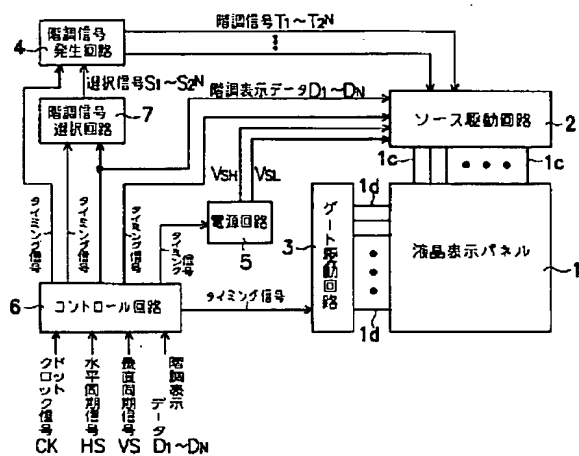 階調信号T1~T2N
4
階調信号
発生回路
選択信号S1~S2N
階調信号
選択回路
7
階調表示データD1~DN
ソース駆動回路
2
1c
1c
VSH
VSL
タイミング信号
タイミング信号
タイミング信号
タイミング信号
電源回路
5
3
ゲート駆動回路
1d
1d
液晶表示パネル
1
6
コントロール回路
タイミング信号
ドットクロック信号
CK
水平同期信号
HS
垂直同期信号
VS
階調表示データ
D1~DN